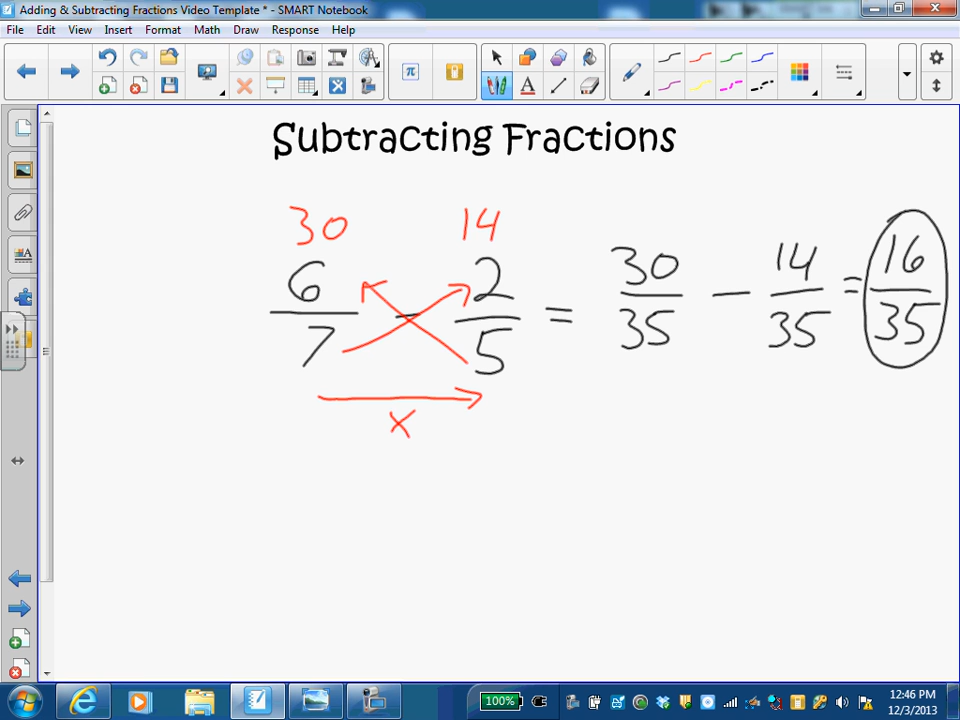 Adding & Subtracting Fractions Video Template * - SMART Notebook
File Edit View Insert Format Math Draw Response Help
π A
Subtracting Fractions
30 14
6/7 - 2/5 = 30/35 - 14/35 = 16/35
x
100%
12:46 PM
12/3/2013